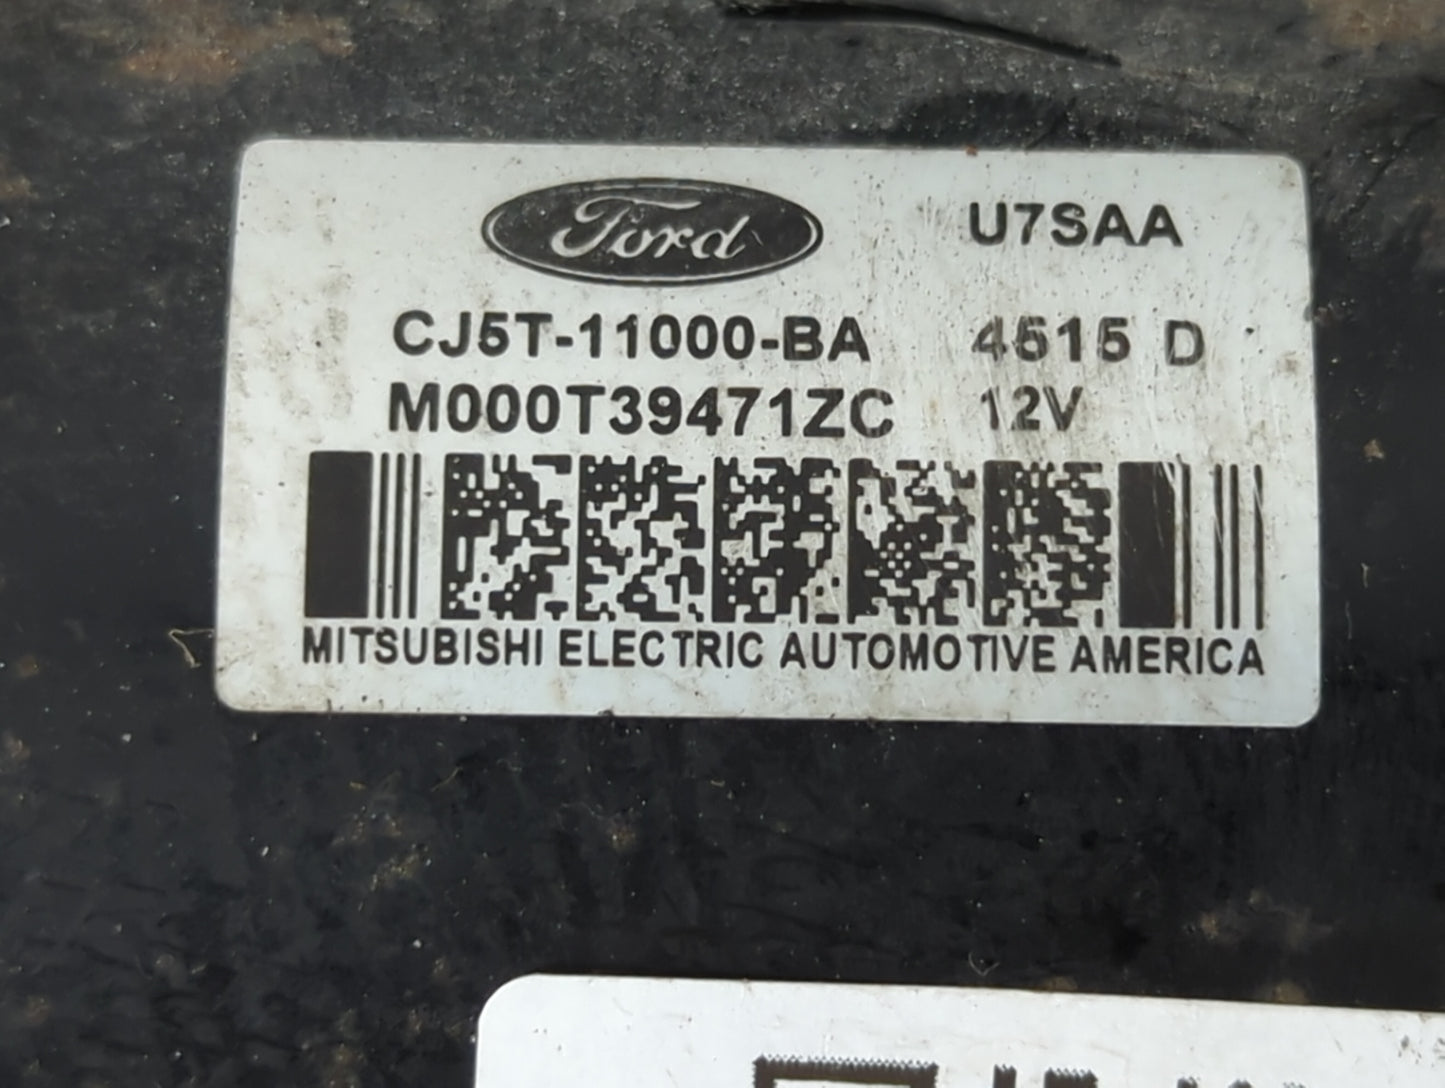 Ford U7SAA
CJ5T-11000-BA 4515 D
M000T39471ZC 12V
MITSUBISHI ELECTRIC AUTOMOTIVE AMERICA